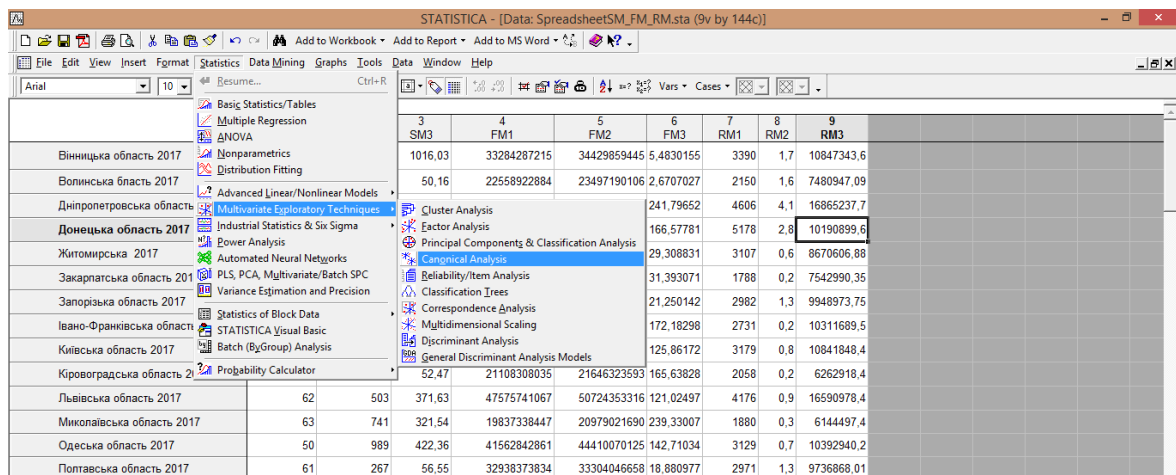 STATISTICA - [Data: SpreadsheetSM_FM_RM.sta (9v by 144c)]
Add to Workbook Add to Report Add to MS Word
File Edit View Insert Format Statistics Data Mining Graphs Tools Data Window Help
Arial 10 Vars Cases
Resume... Ctrl+R
Basic Statistics/Tables
Multiple Regression
ANOVA
Nonparametrics
Distribution Fitting
Advanced Linear/Nonlinear Models
Multivariate Exploratory Techniques
Industrial Statistics & Six Sigma
Power Analysis
Automated Neural Networks
PLS, PCA, Multivariate/Batch SPC
Variance Estimation and Precision
Statistics of Block Data
STATISTICA Visual Basic
Batch (ByGroup) Analysis
Probability Calculator
Cluster Analysis
Factor Analysis
Principal Components & Classification Analysis
Canonical Analysis
Reliability/Item Analysis
Classification Trees
Correspondence Analysis
Multidimensional Scaling
Discriminant Analysis
General Discriminant Analysis Models
3 4 5 6 7 8 9
SM3 FM1 FM2 FM3 RM1 RM2 RM3
Вінницька область 2017 1016,03 33284287215 34429859445 5,4830155 3390 1,7 10847343,6
Волинська бласть 2017 50,16 22558922884 23497190106 2,6707027 2150 1,6 7480947,09
Дніпропетровська область 241,79652 4606 4,1 16865237,7
Донецька область 2017 166,57781 5178 2,8 10190899,6
Житомирська 2017 29,308831 3107 0,6 8670606,88
Закарпатська область 201 31,393071 1788 0,2 7542990,35
Запорізька область 2017 21,250142 2982 1,3 9948973,75
Івано-Франківська область 172,18298 2731 0,2 10311689,5
Київська область 2017 125,86172 3179 0,8 10841848,4
Кіровоградська область 2 52,47 21108308035 21646323593 165,63828 2058 0,2 6262918,4
Львівська область 2017 62 503 371,63 47575741067 50724353316 121,02497 4176 0,9 16590978,4
Миколаївська область 2017 63 741 321,54 19837338447 20979021690 239,33007 1880 0,3 6144497,4
Одеська область 2017 50 989 422,36 41562842861 44410070125 142,71034 3129 0,7 10392940,2
Полтавська область 2017 61 267 56,55 32938373834 33304046658 18,880977 2971 1,3 9736868,01